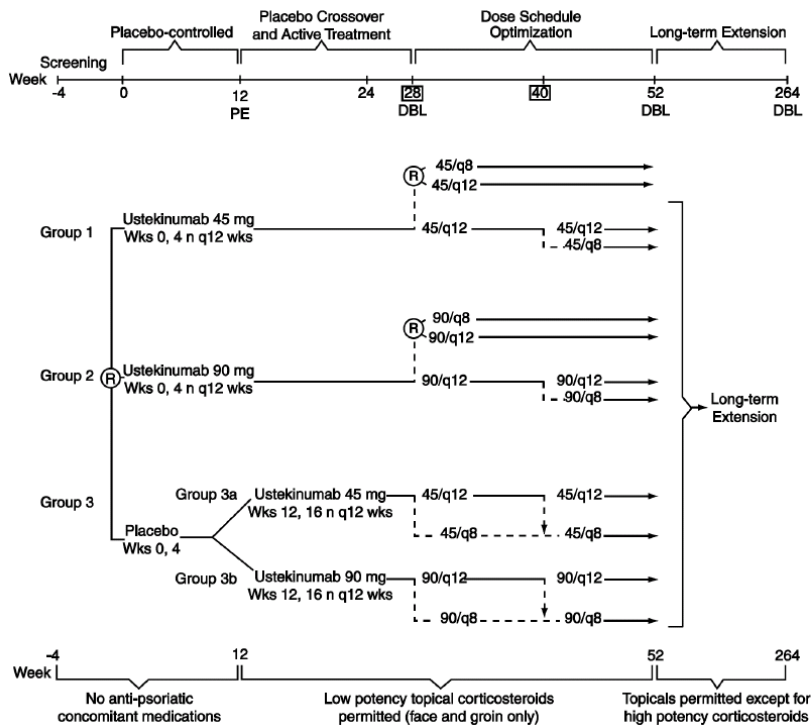 Placebo-controlled
Placebo Crossover
and Active Treatment
Dose Schedule
Optimization
Long-term Extension
Screening
Week
-4 0 12 24 28 40 52 264
PE DBL DBL DBL
45/q8
R
45/q12
Group 1
Ustekinumab 45 mg
Wks 0, 4 n q12 wks
45/q12 45/q12
45/q8
90/q8
R
90/q12
Group 2
R
Ustekinumab 90 mg
Wks 0, 4 n q12 wks
90/q12 90/q12
90/q8
Long-term
Extension
Group 3
Group 3a
Ustekinumab 45 mg
Wks 12, 16 n q12 wks
45/q12 45/q12
Placebo
Wks 0, 4
45/q8 45/q8
Group 3b
Ustekinumab 90 mg
Wks 12, 16 n q12 wks
90/q12 90/q12
90/q8 90/q8
Week
-4 12 52 264
No anti-psoriatic
concomitant medications
Low potency topical corticosteroids
permitted (face and groin only)
Topicals permitted except for
high potency corticosteroids